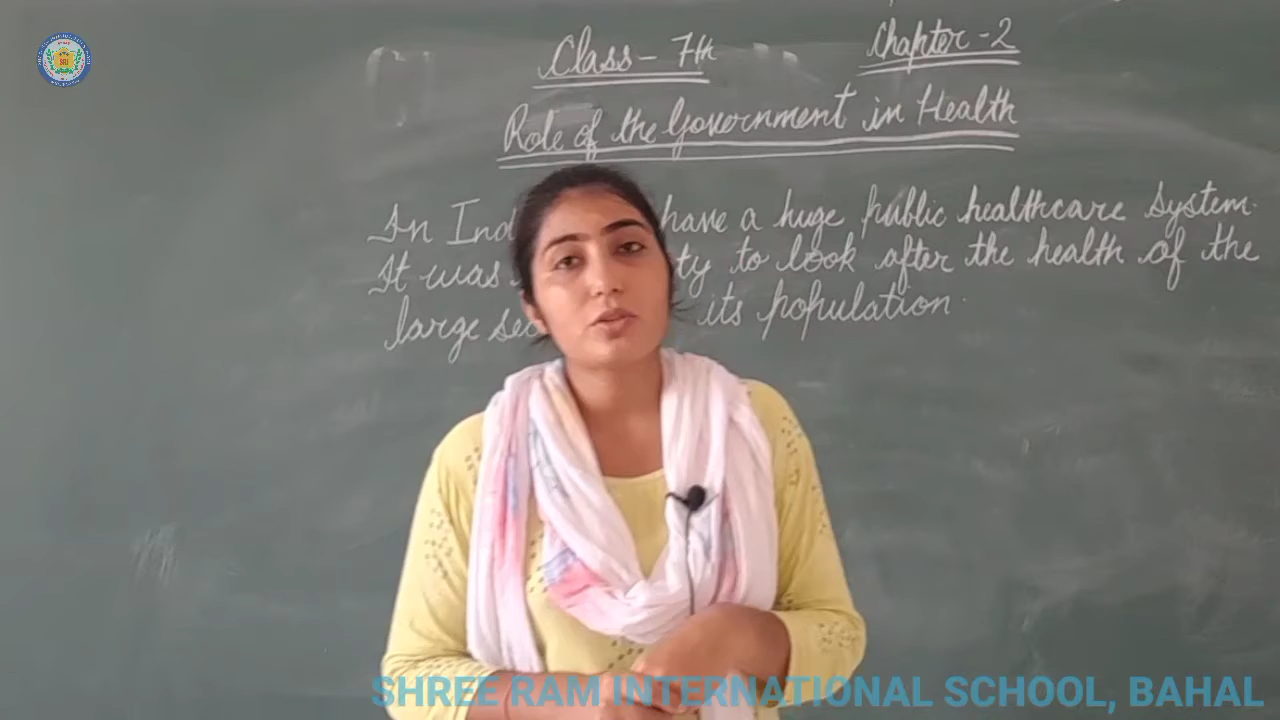 Class - 7th Chapter - 2
Role of the Government in Health
In Ind have a huge public healthcare System.
It was ty to look after the health of the
large sec its population.
SHREE RAM INTERNATIONAL SCHOOL, BAHAL